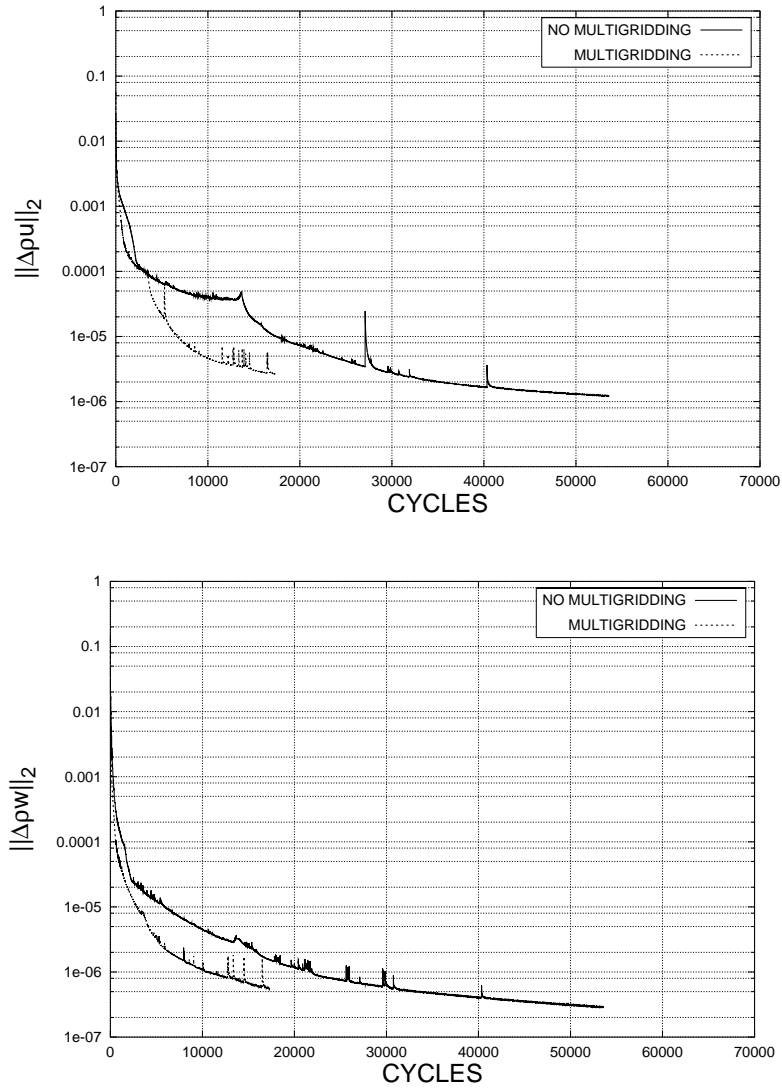 1
0.1
0.01
0.001
0.0001
1e-05
1e-06
1e-07
||Δρu||2
NO MULTIGRIDDING
MULTIGRIDDING
0 10000 20000 30000 40000 50000 60000 70000
CYCLES
1
0.1
0.01
0.001
0.0001
1e-05
1e-06
1e-07
||Δρw||2
NO MULTIGRIDDING
MULTIGRIDDING
0 10000 20000 30000 40000 50000 60000 70000
CYCLES